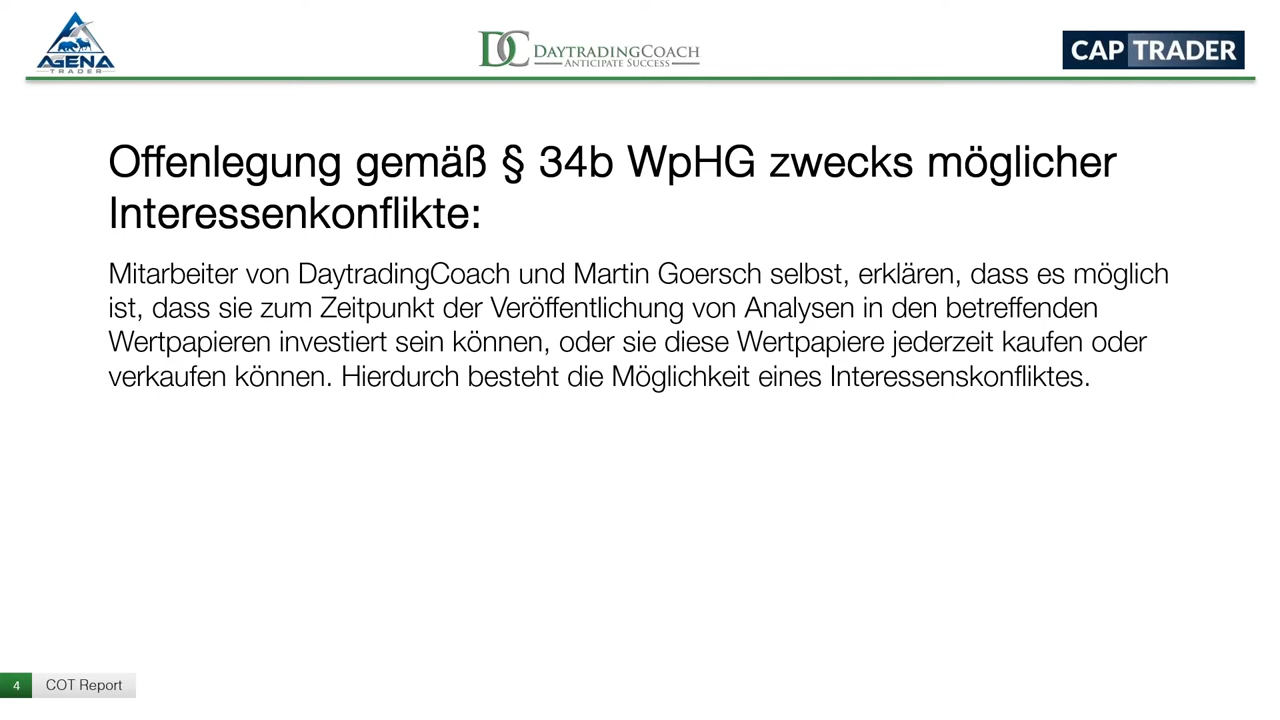 AGENA
TRADER
DC DAYTRADINGCOACH
ANTICIPATE SUCCESS
CAP TRADER
Offenlegung gemäß § 34b WpHG zwecks möglicher
Interessenkonflikte:
Mitarbeiter von DaytradingCoach und Martin Goersch selbst, erklären, dass es möglich
ist, dass sie zum Zeitpunkt der Veröffentlichung von Analysen in den betreffenden
Wertpapieren investiert sein können, oder sie diese Wertpapiere jederzeit kaufen oder
verkaufen können. Hierdurch besteht die Möglichkeit eines Interessenskonfliktes.
4 COT Report